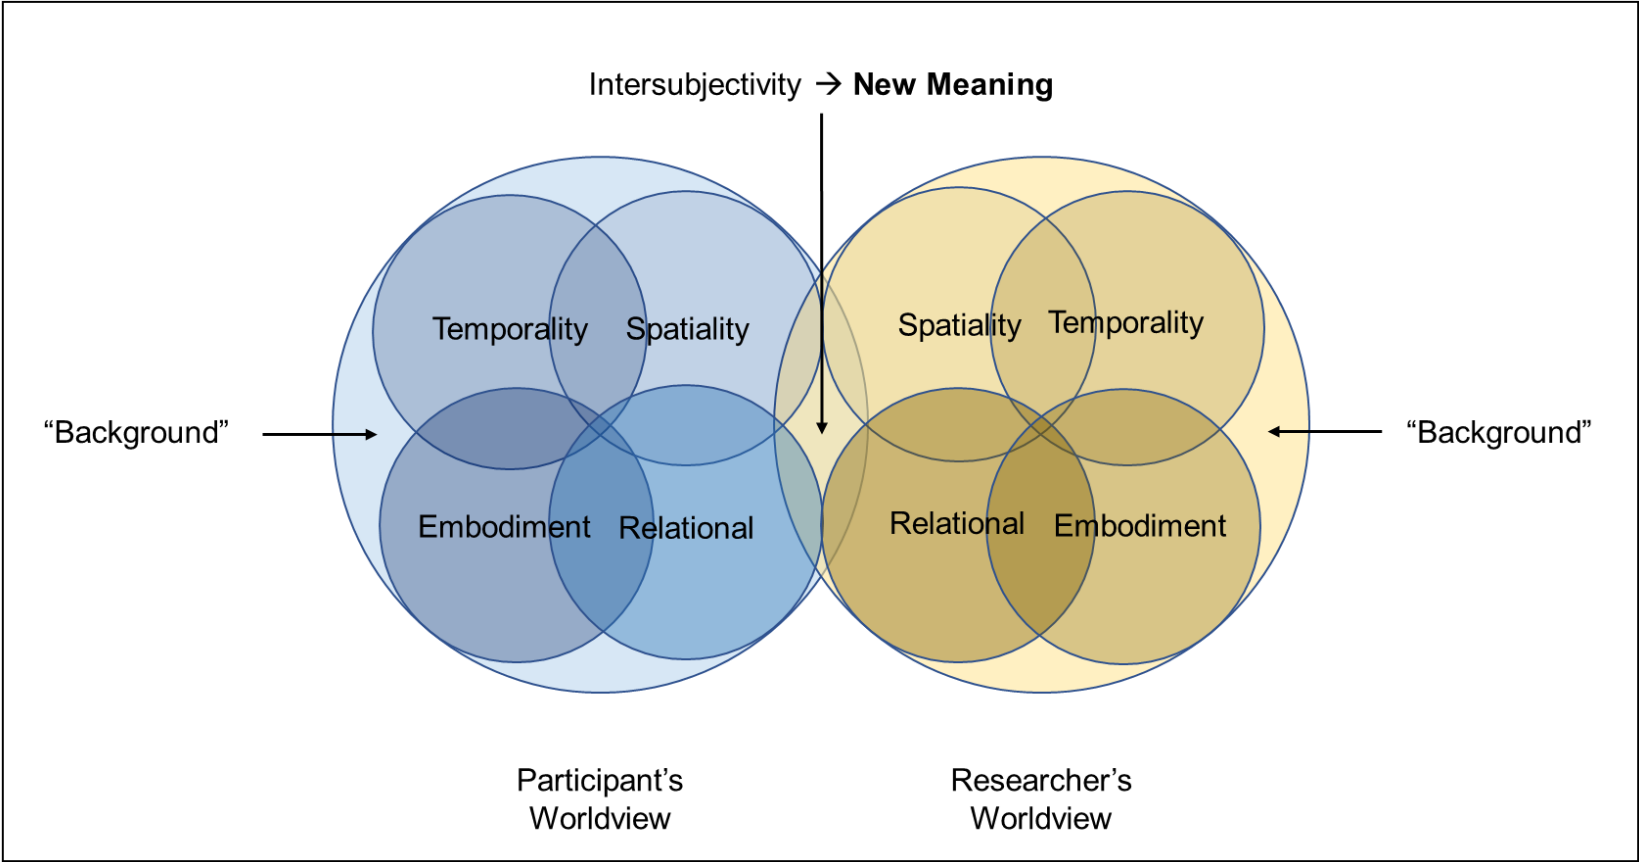 Intersubjectivity → New Meaning
Temporality
Spatiality
Spatiality
Temporality
“Background”
“Background”
Embodiment
Relational
Relational
Embodiment
Participant’s
Worldview
Researcher’s
Worldview